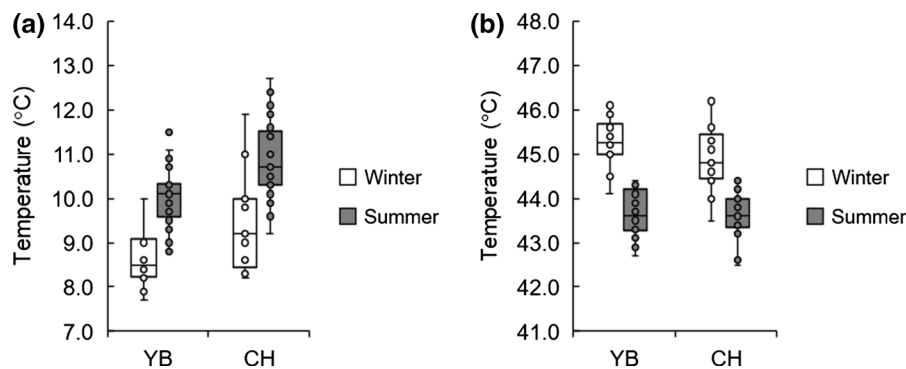 (a)
Temperature (°C)
14.0
13.0
12.0
11.0
10.0
9.0
8.0
7.0
YB CH
Winter
Summer
(b)
Temperature (°C)
48.0
47.0
46.0
45.0
44.0
43.0
42.0
41.0
YB CH
Winter
Summer